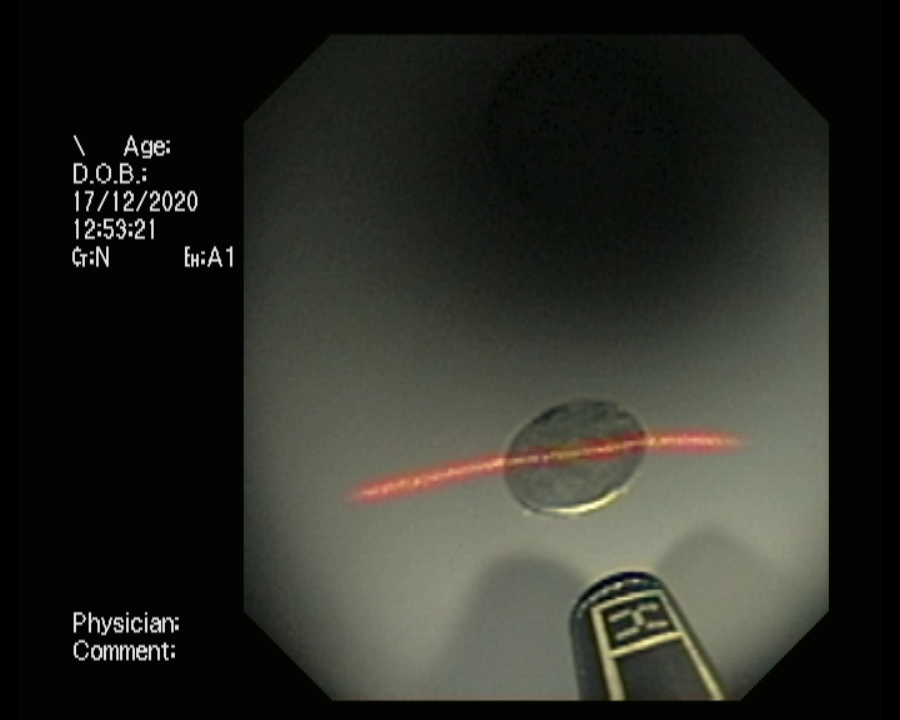 \ Age:
D.O.B.:
17/12/2020
12:53:21
Cr:N EH:A1
Physician:
Comment: